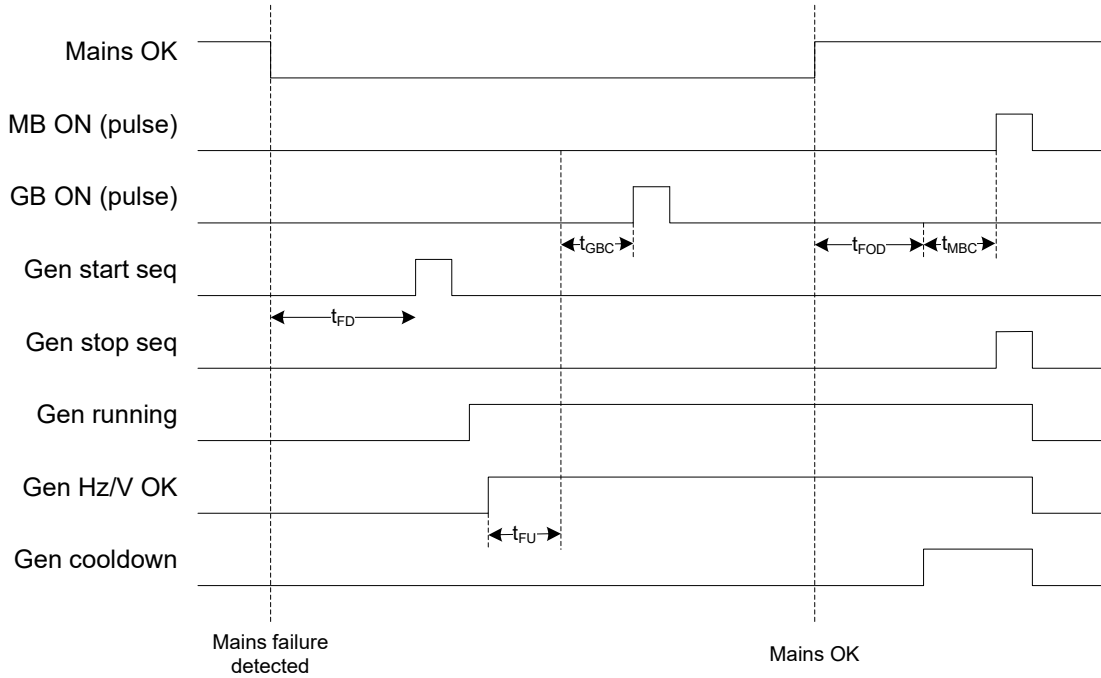 Mains OK
MB ON (pulse)
GB ON (pulse)
tGBC
tFOD
tMBC
Gen start seq
tFD
Gen stop seq
Gen running
Gen Hz/V OK
tFU
Gen cooldown
Mains failure
detected
Mains OK